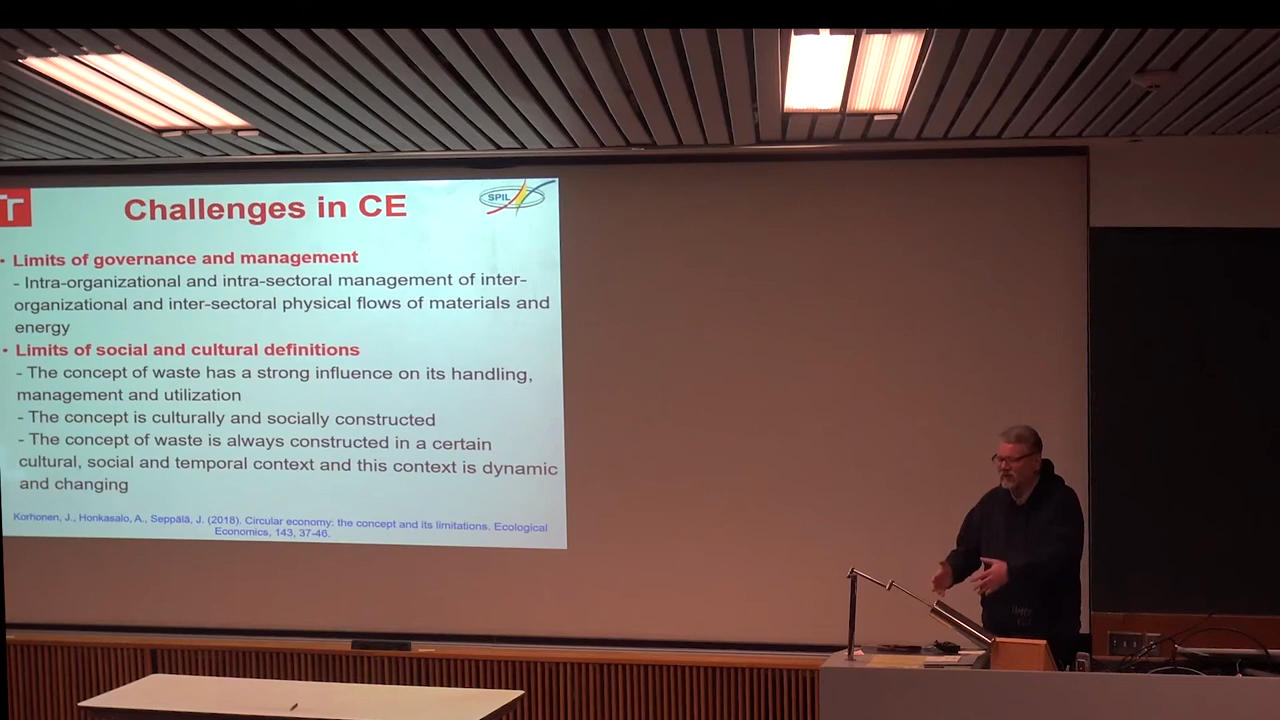 Challenges in CE
SPIL
• Limits of governance and management
- Intra-organizational and intra-sectoral management of inter-
organizational and inter-sectoral physical flows of materials and
energy
• Limits of social and cultural definitions
- The concept of waste has a strong influence on its handling,
management and utilization
- The concept is culturally and socially constructed
- The concept of waste is always constructed in a certain
cultural, social and temporal context and this context is dynamic
and changing
Korhonen, J., Honkasalo, A., Seppälä, J. (2018). Circular economy: the concept and its limitations. Ecological
Economics, 143, 37-46.